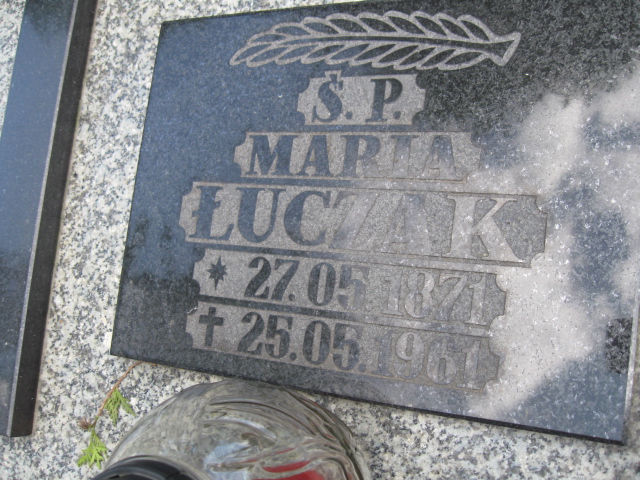 Ś. P.
MARIA
ŁUCZAK
* 27.05.1871
✝ 25.05.1961